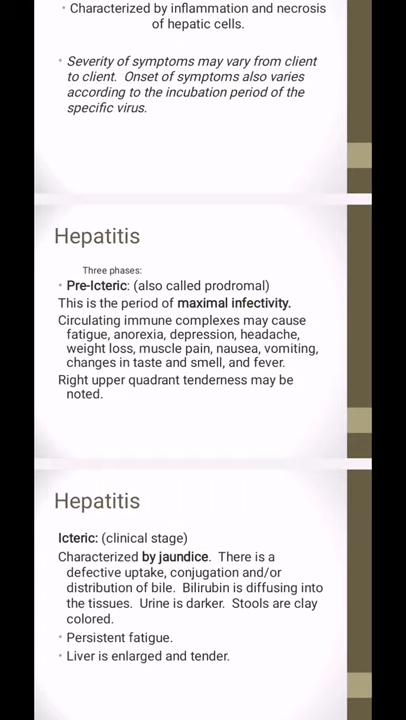 • Characterized by inflammation and necrosis
of hepatic cells.
• Severity of symptoms may vary from client
to client. Onset of symptoms also varies
according to the incubation period of the
specific virus.
Hepatitis
Three phases:
• Pre-Icteric: (also called prodromal)
This is the period of maximal infectivity.
Circulating immune complexes may cause
fatigue, anorexia, depression, headache,
weight loss, muscle pain, nausea, vomiting,
changes in taste and smell, and fever.
Right upper quadrant tenderness may be
noted.
Hepatitis
Icteric: (clinical stage)
Characterized by jaundice. There is a
defective uptake, conjugation and/or
distribution of bile. Bilirubin is diffusing into
the tissues. Urine is darker. Stools are clay
colored.
• Persistent fatigue.
• Liver is enlarged and tender.